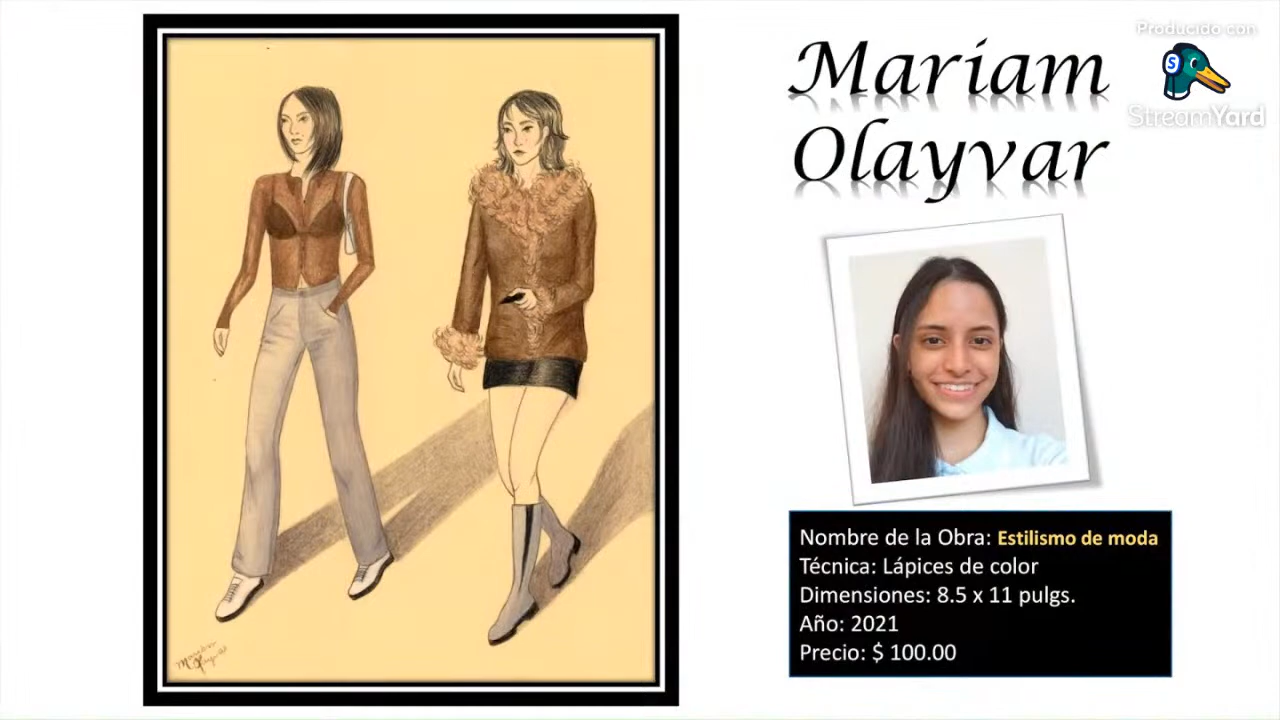 Producido con
StreamYard
Mariam
Olayvar
Nombre de la Obra: Estilismo de moda
Técnica: Lápices de color
Dimensiones: 8.5 x 11 pulgs.
Año: 2021
Precio: $ 100.00